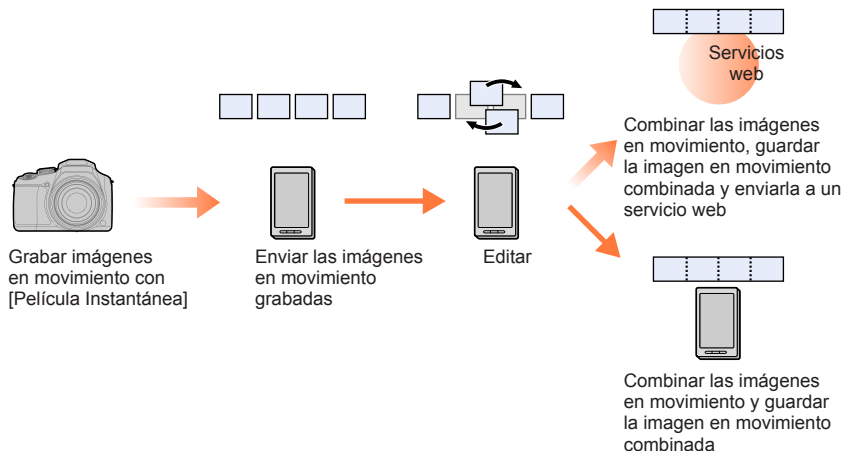 Servicios
web
Combinar las imágenes
en movimiento, guardar
la imagen en movimiento
combinada y enviarla a un
servicio web
Grabar imágenes
en movimiento con
[Película Instantánea]
Enviar las imágenes
en movimiento
grabadas
Editar
Combinar las imágenes
en movimiento y guardar
la imagen en movimiento
combinada